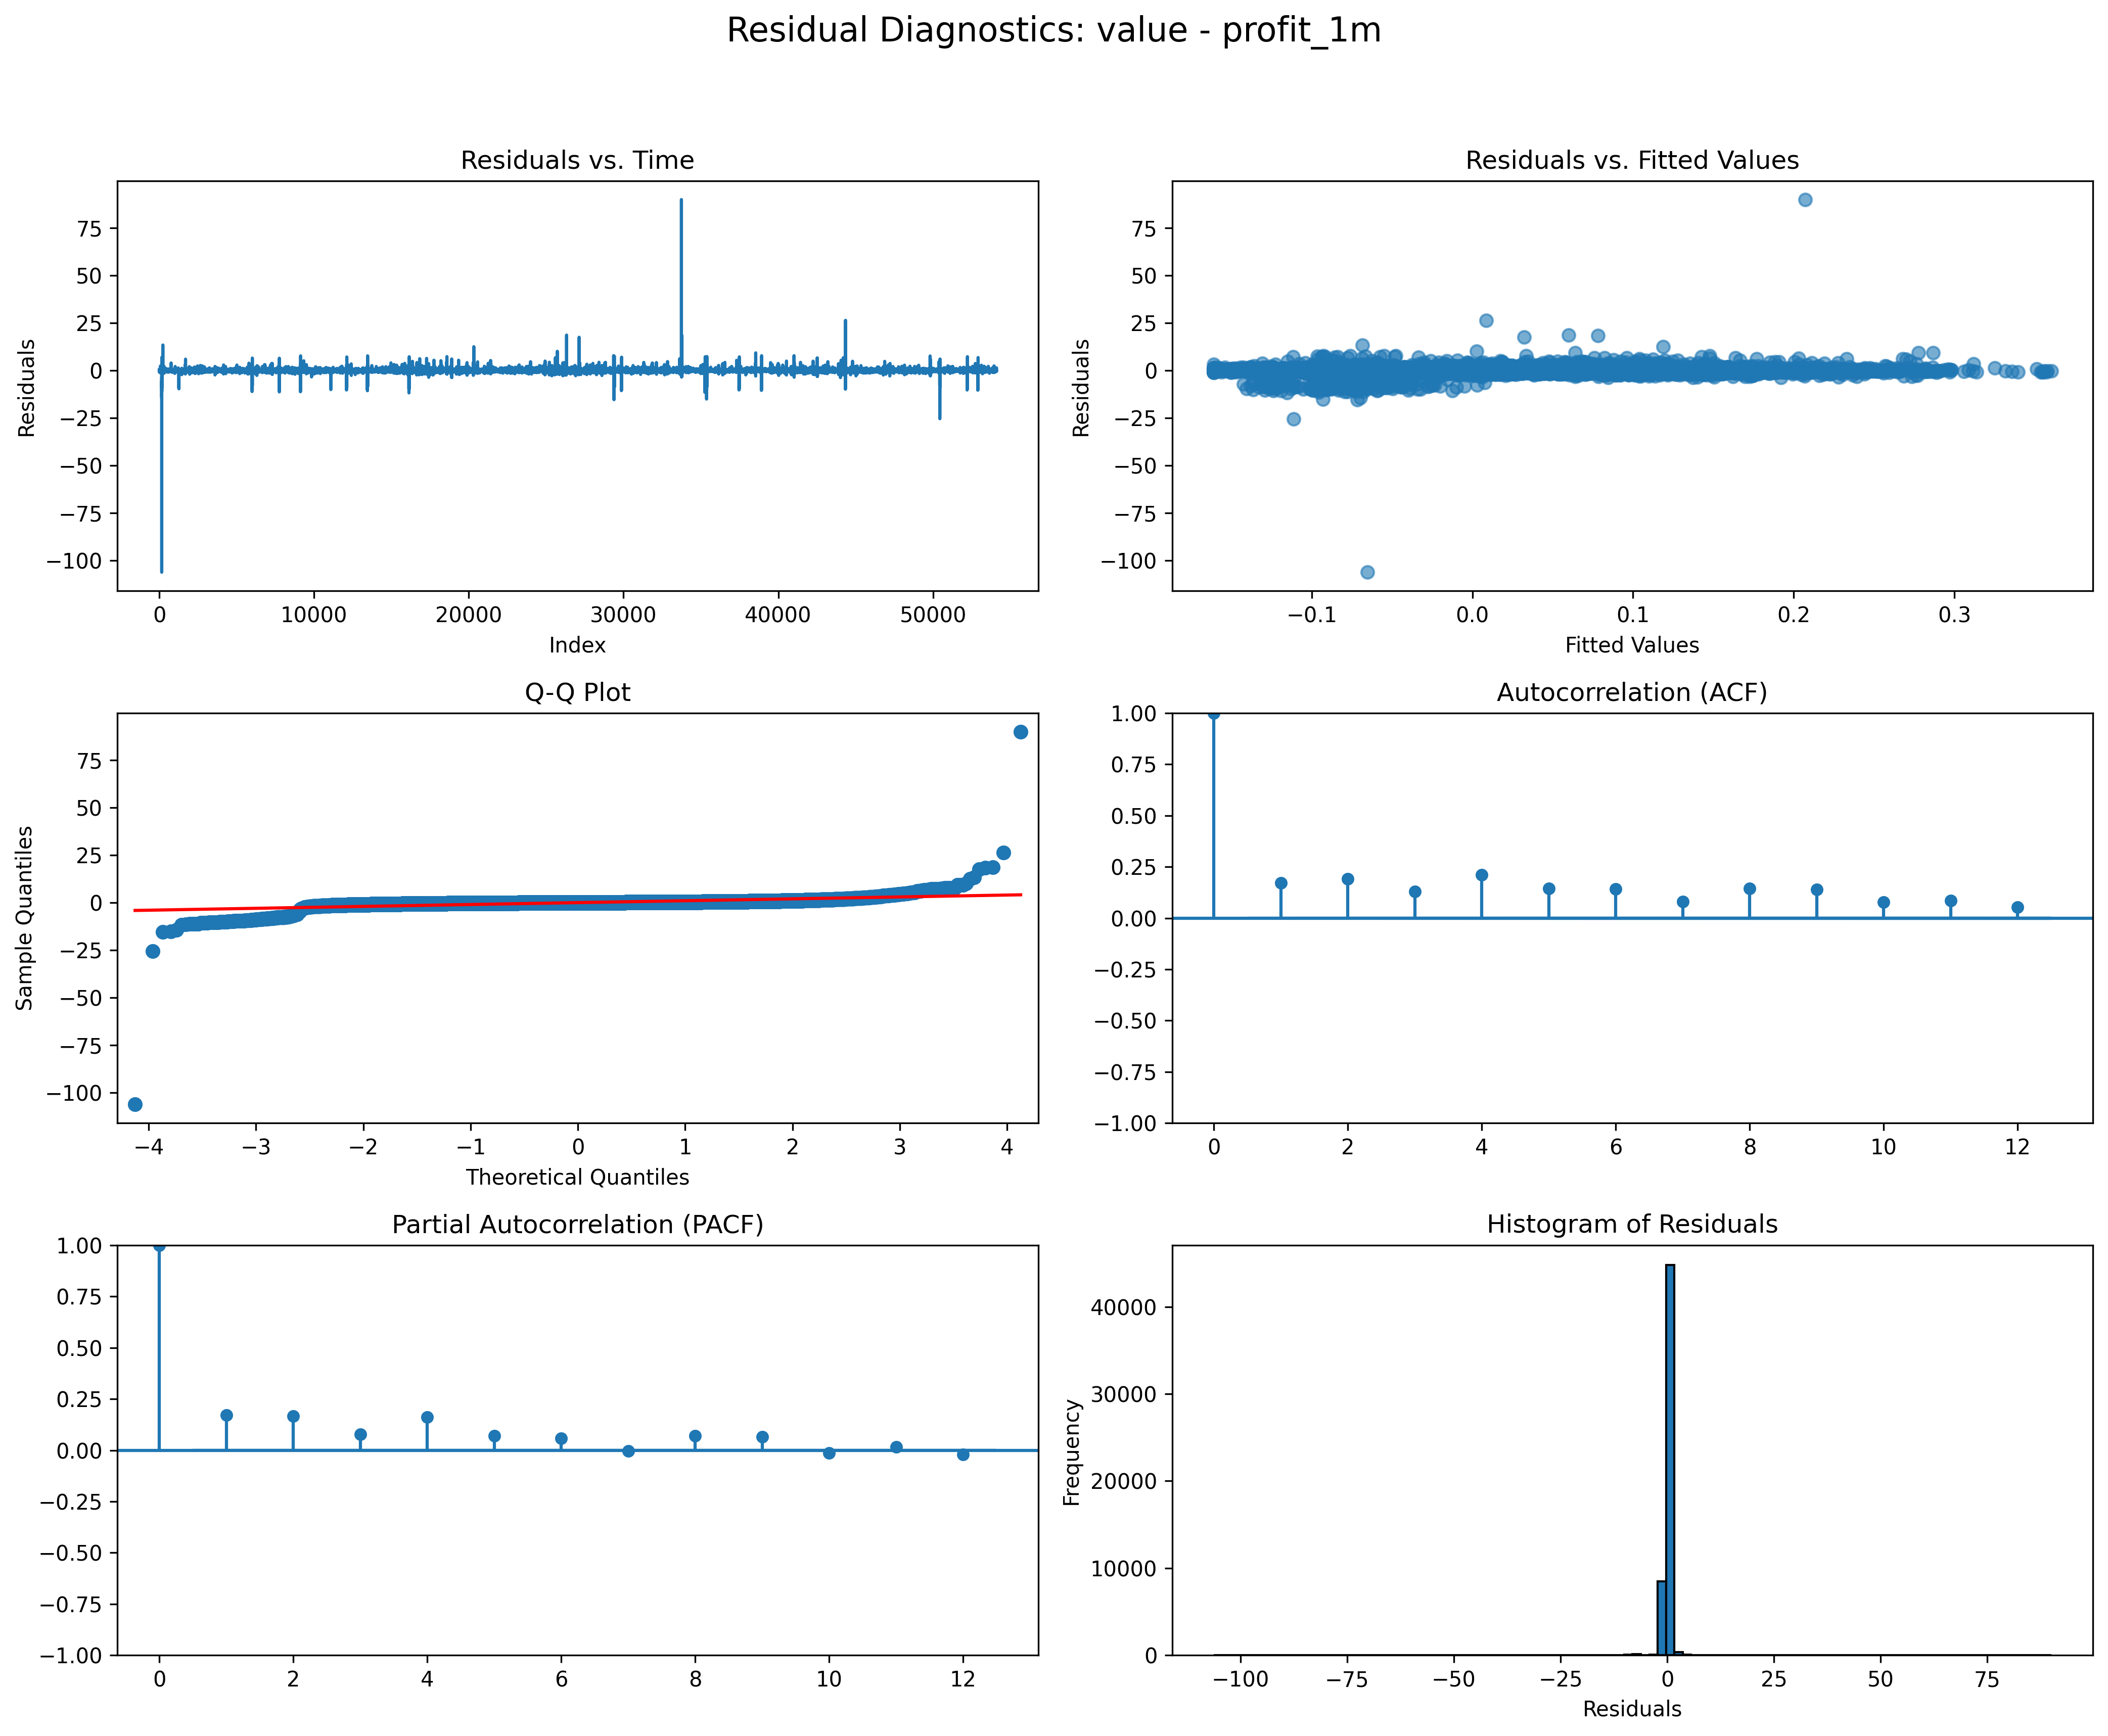 Residual Diagnostics: value - profit_1m
Residuals vs. Time
Residuals
75
50
25
0
−25
−50
−75
−100
0 10000 20000 30000 40000 50000
Index
Residuals vs. Fitted Values
Residuals
75
50
25
0
−25
−50
−75
−100
−0.1 0.0 0.1 0.2 0.3
Fitted Values
Q-Q Plot
Sample Quantiles
75
50
25
0
−25
−50
−75
−100
−4 −3 −2 −1 0 1 2 3 4
Theoretical Quantiles
Autocorrelation (ACF)
1.00
0.75
0.50
0.25
0.00
−0.25
−0.50
−0.75
−1.00
0 2 4 6 8 10 12
Partial Autocorrelation (PACF)
1.00
0.75
0.50
0.25
0.00
−0.25
−0.50
−0.75
−1.00
0 2 4 6 8 10 12
Histogram of Residuals
Frequency
40000
30000
20000
10000
0
−100 −75 −50 −25 0 25 50 75
Residuals